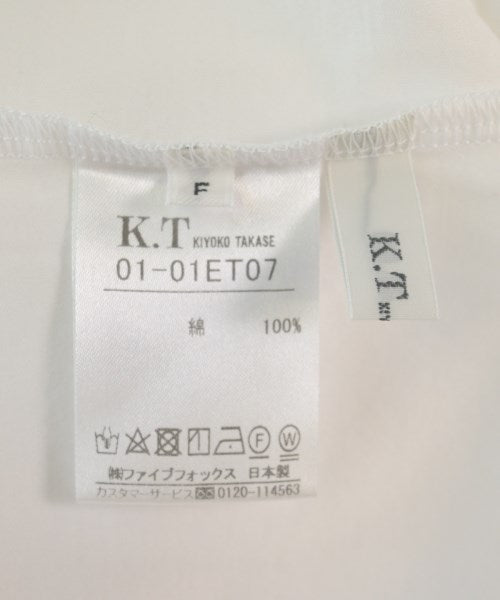 F
K.T KIYOKO TAKASE
01-01ET07
綿 100%
F W
㈱ファイブフォックス 日本製
カスタマーサービス 0120-114563
K.T